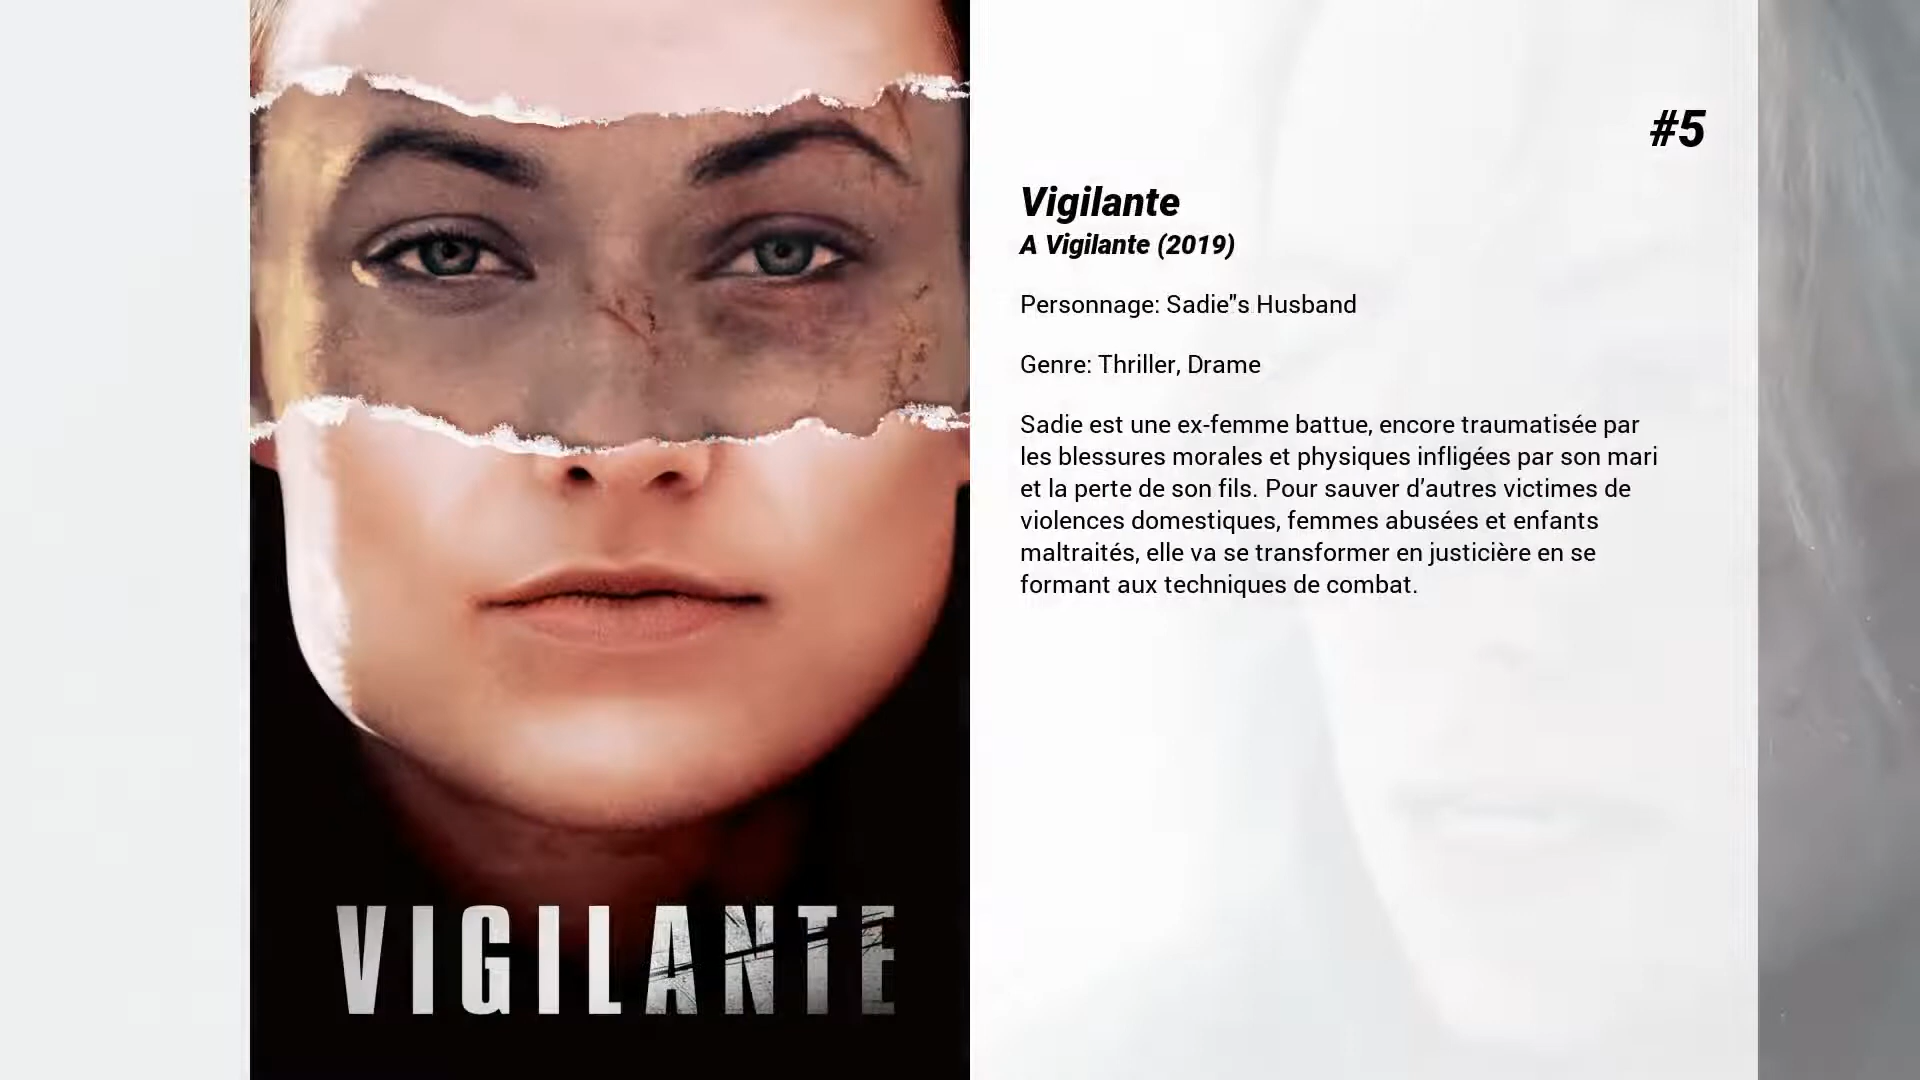 #5
Vigilante
A Vigilante (2019)
Personnage: Sadie"s Husband
Genre: Thriller, Drame
Sadie est une ex-femme battue, encore traumatisée par
les blessures morales et physiques infligées par son mari
et la perte de son fils. Pour sauver d’autres victimes de
violences domestiques, femmes abusées et enfants
maltraités, elle va se transformer en justicière en se
formant aux techniques de combat.
VIGILANTE